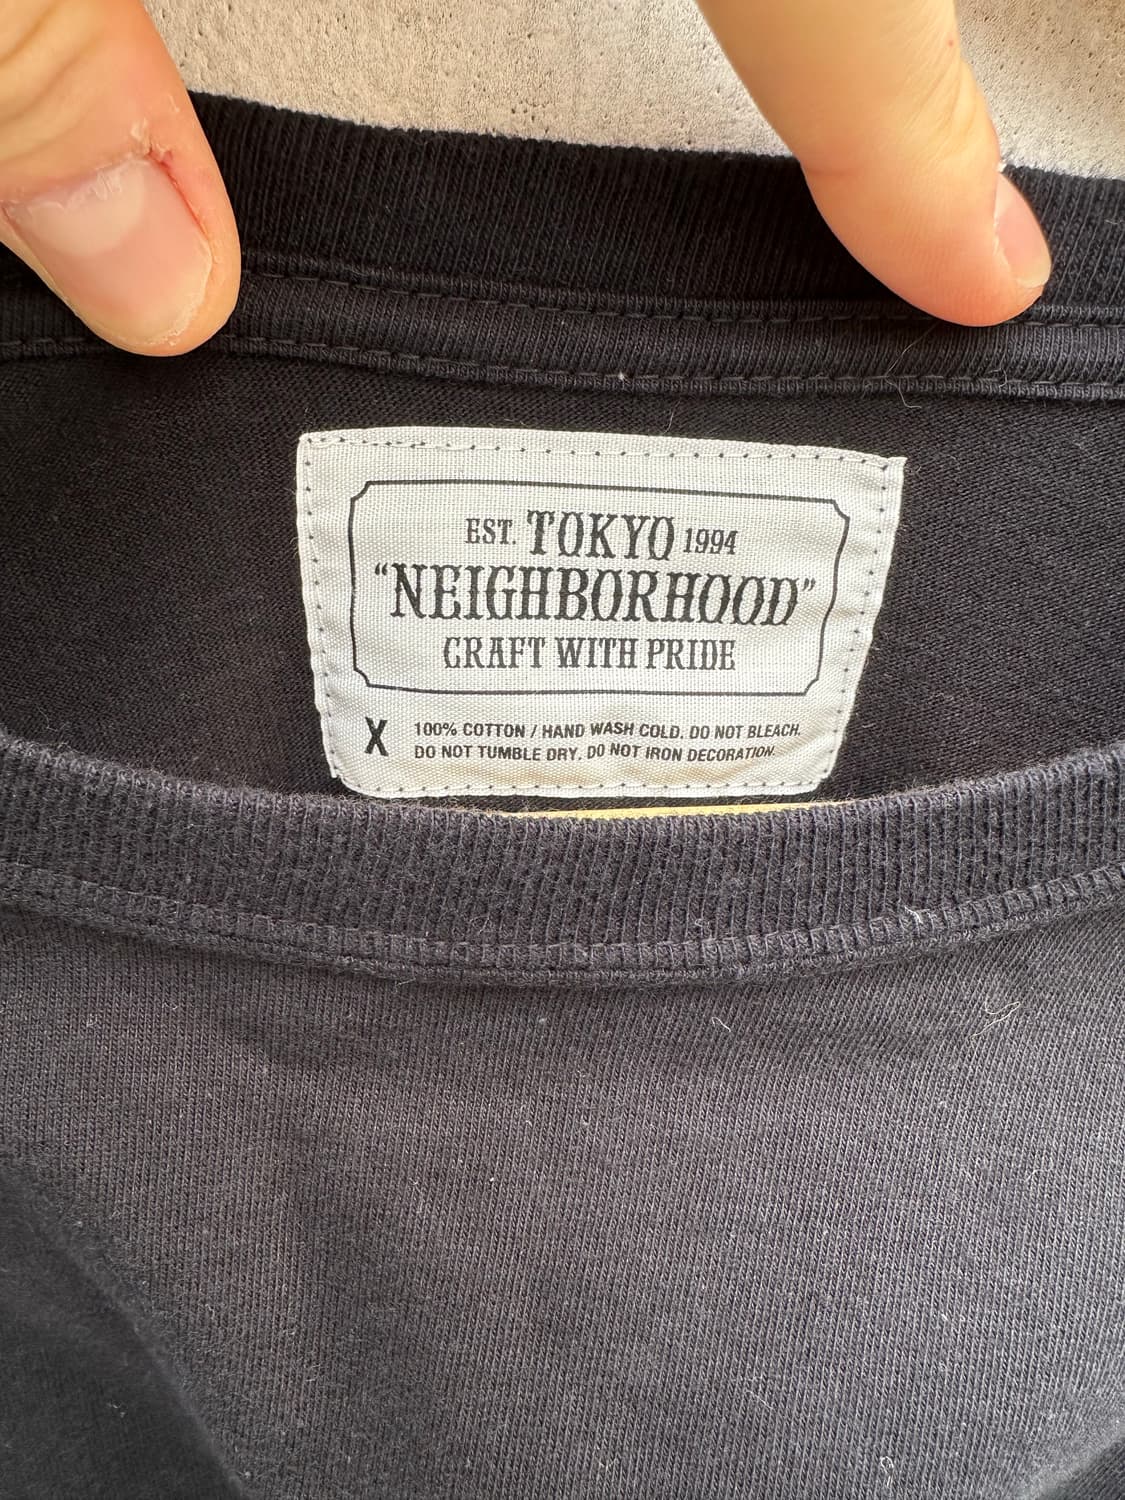 EST. TOKYO 1994
"NEIGHBORHOOD"
CRAFT WITH PRIDE
X 100% COTTON / HAND WASH COLD. DO NOT BLEACH.
DO NOT TUMBLE DRY. DO NOT IRON DECORATION.